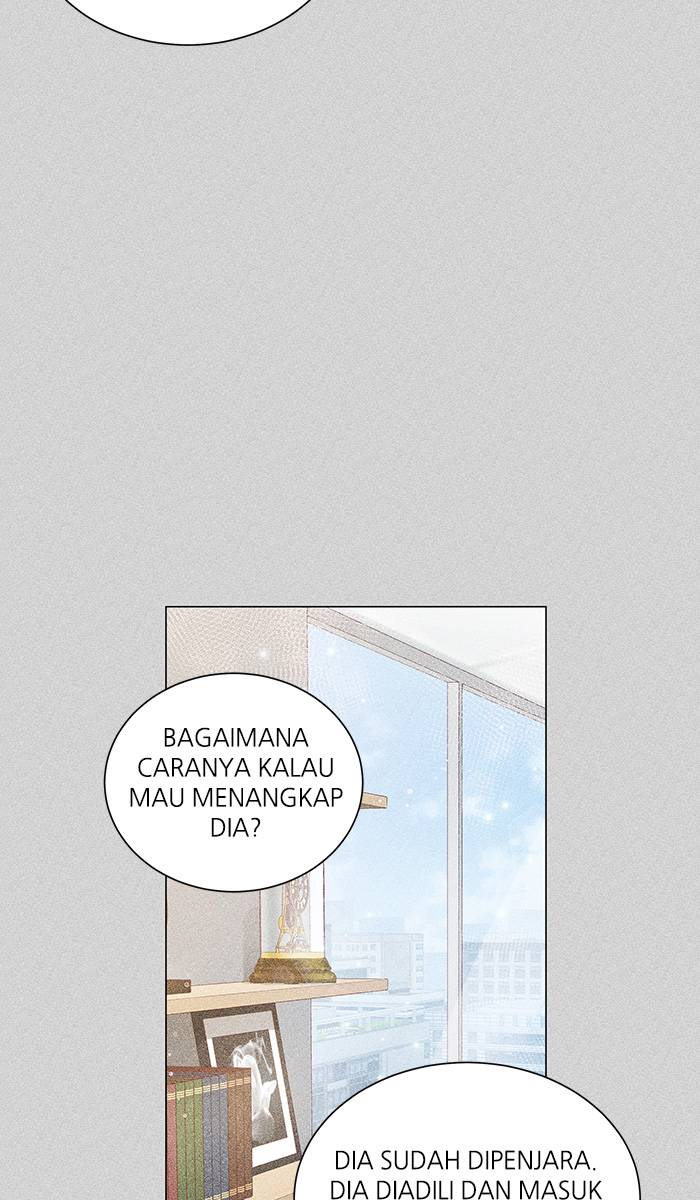 BAGAIMANA
CARANYA KALAU
MAU MENANGKAP
DIA?
DIA SUDAH DIPENJARA.
DIA DIADILI DAN MASUK